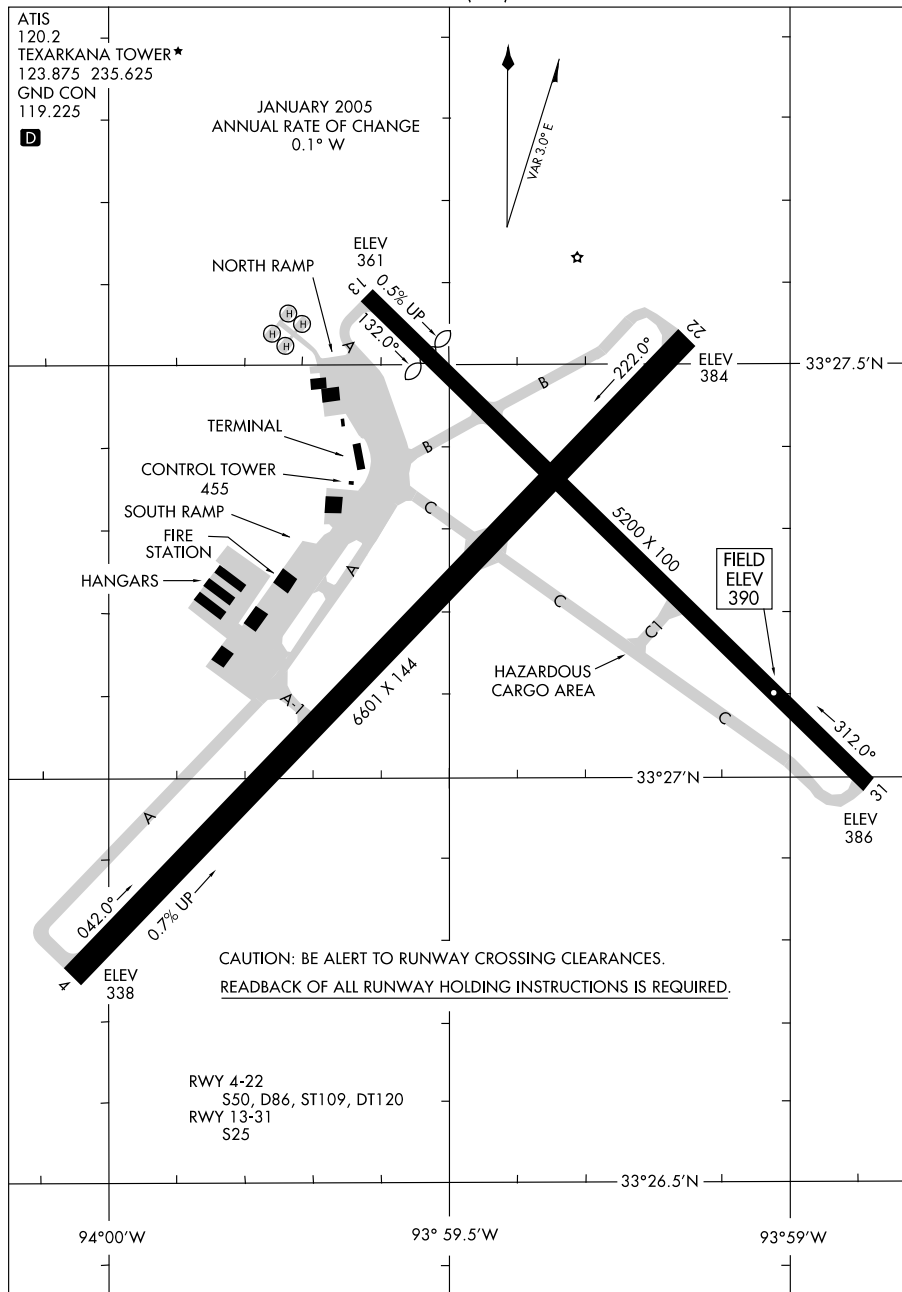 ATIS
120.2
TEXARKANA TOWER★
123.875 235.625
GND CON
119.225
D
JANUARY 2005
ANNUAL RATE OF CHANGE
0.1° W
VAR 3.0° E
ELEV
361
NORTH RAMP
13
0.5% UP
132.0°
H
H
H
H
A
22
ELEV
384
222.0°
33°27.5'N
B
B
TERMINAL
CONTROL TOWER
455
SOUTH RAMP
FIRE
STATION
HANGARS
C
A
5200 X 100
FIELD
ELEV
390
C
C1
HAZARDOUS
CARGO AREA
6601 X 144
A-1
C
312.0°
33°27'N
31
ELEV
386
A
042.0°
0.7% UP
4
ELEV
338
CAUTION: BE ALERT TO RUNWAY CROSSING CLEARANCES.
READBACK OF ALL RUNWAY HOLDING INSTRUCTIONS IS REQUIRED.
RWY 4-22
S50, D86, ST109, DT120
RWY 13-31
S25
33°26.5'N
94°00'W
93° 59.5'W
93°59'W